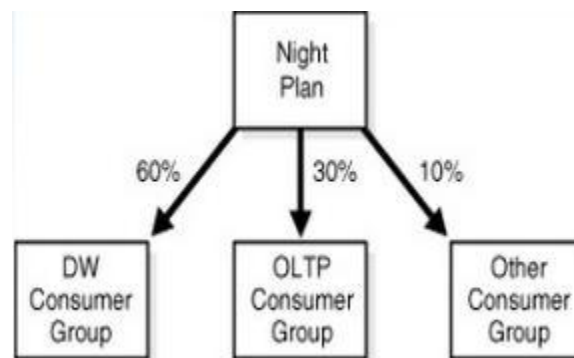 Night
Plan
60%
30%
10%
DW
Consumer
Group
OLTP
Consumer
Group
Other
Consumer
Group